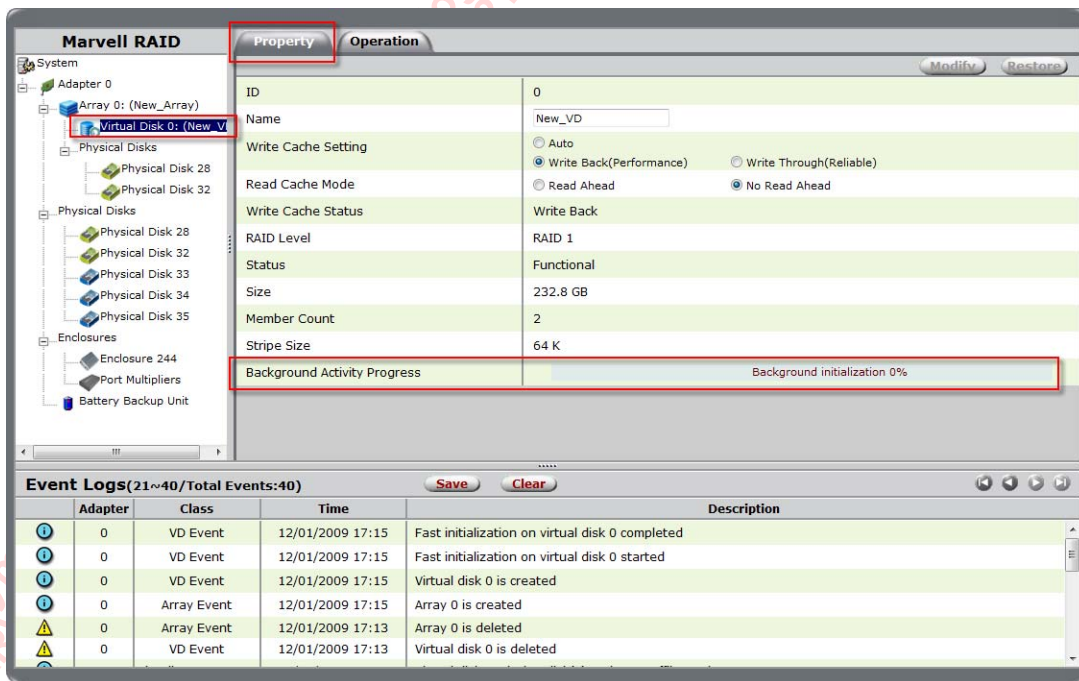 Marvell RAID
Property
Operation
System
Adapter 0
Array 0: (New_Array)
Virtual Disk 0: (New_V
Physical Disks
Physical Disk 28
Physical Disk 32
Physical Disks
Physical Disk 28
Physical Disk 32
Physical Disk 33
Physical Disk 34
Physical Disk 35
Enclosures
Enclosure 244
Port Multipliers
Battery Backup Unit
Modify Restore
ID 0
Name New_VD
Write Cache Setting Auto
Write Back(Performance) Write Through(Reliable)
Read Cache Mode Read Ahead No Read Ahead
Write Cache Status Write Back
RAID Level RAID 1
Status Functional
Size 232.8 GB
Member Count 2
Stripe Size 64 K
Background Activity Progress Background initialization 0%
Event Logs(21~40/Total Events:40) Save Clear
Adapter Class Time Description
0 VD Event 12/01/2009 17:15 Fast initialization on virtual disk 0 completed
0 VD Event 12/01/2009 17:15 Fast initialization on virtual disk 0 started
0 VD Event 12/01/2009 17:15 Virtual disk 0 is created
0 Array Event 12/01/2009 17:15 Array 0 is created
0 Array Event 12/01/2009 17:13 Array 0 is deleted
0 VD Event 12/01/2009 17:13 Virtual disk 0 is deleted